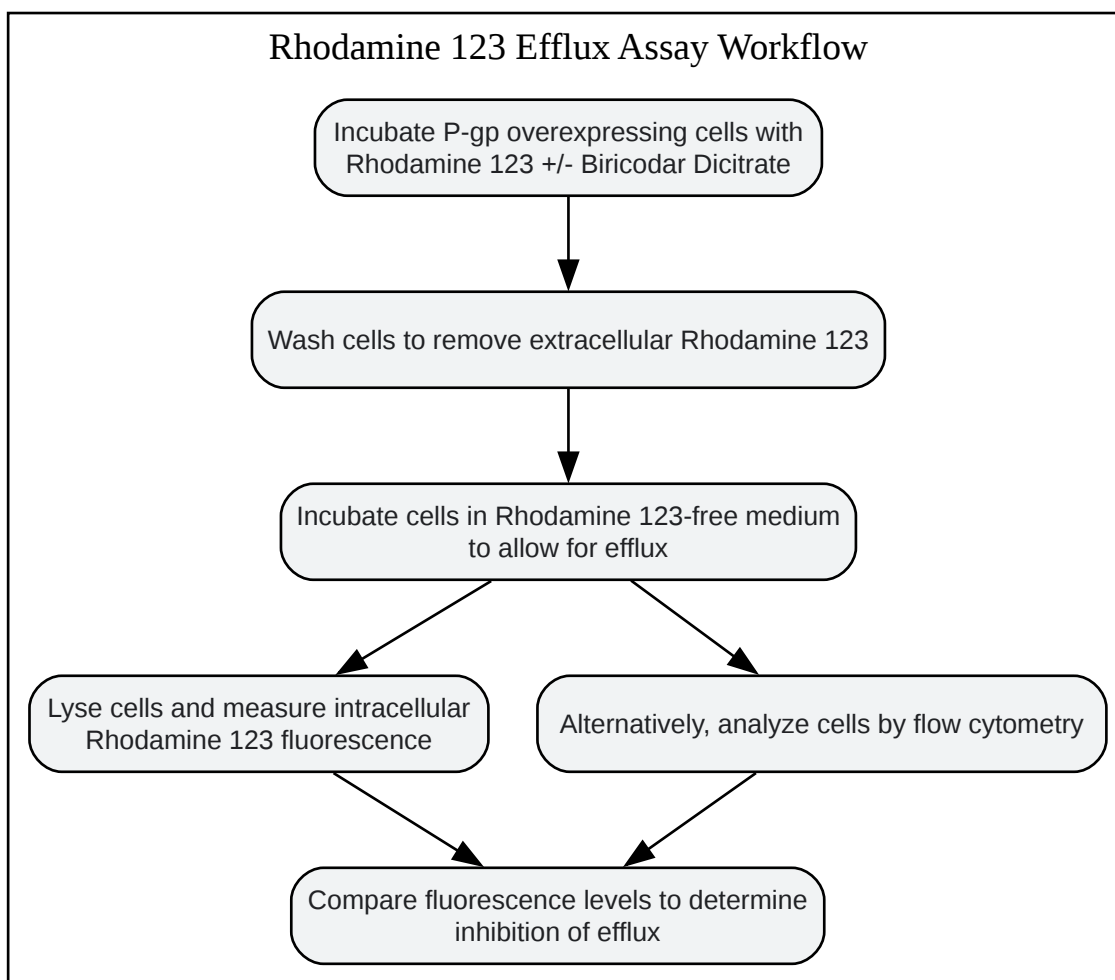 Rhodamine 123 Efflux Assay Workflow
Incubate P-gp overexpressing cells with
Rhodamine 123 +/- Biricodar Dicitrate
Wash cells to remove extracellular Rhodamine 123
Incubate cells in Rhodamine 123-free medium
to allow for efflux
Lyse cells and measure intracellular
Rhodamine 123 fluorescence
Alternatively, analyze cells by flow cytometry
Compare fluorescence levels to determine
inhibition of efflux